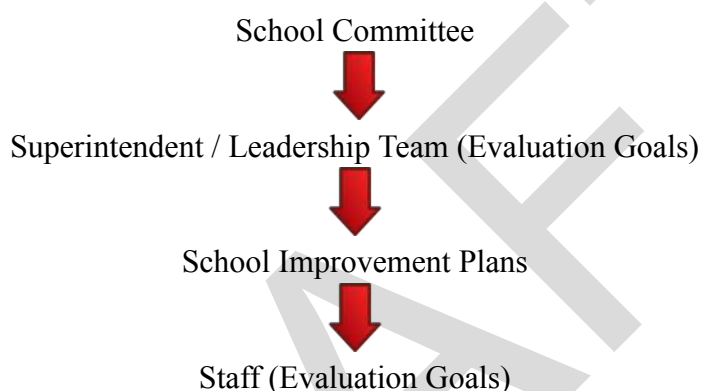 School Committee
Superintendent / Leadership Team (Evaluation Goals)
School Improvement Plans
Staff (Evaluation Goals)